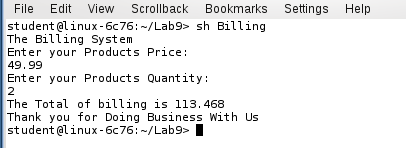 File Edit View Scrollback Bookmarks Settings Help
student@linux-6c76:~/Lab9> sh Billing
The Billing System
Enter your Products Price:
49.99
Enter your Products Quantity:
2
The Total of billing is 113.468
Thank you for Doing Business With Us
student@linux-6c76:~/Lab9>